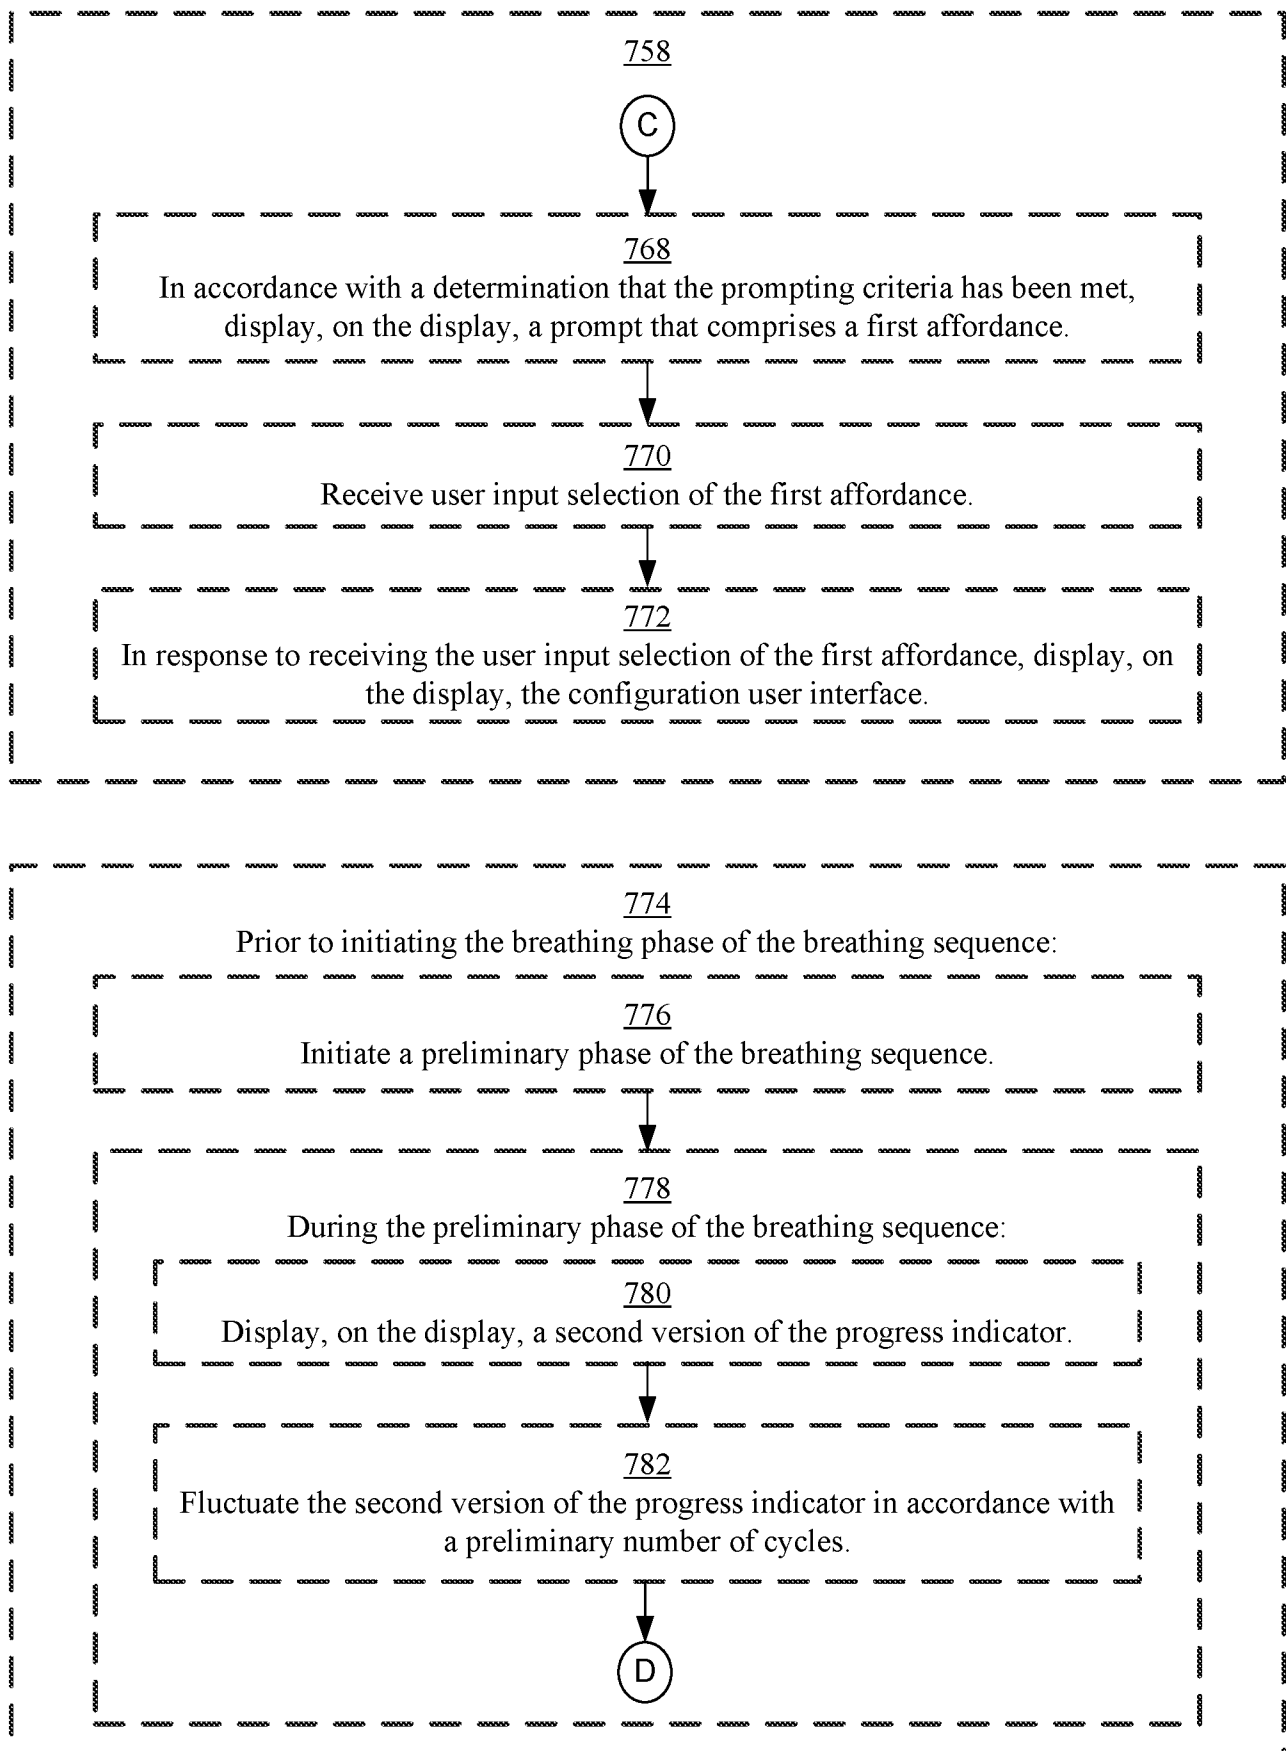 758
C
768
In accordance with a determination that the prompting criteria has been met,
display, on the display, a prompt that comprises a first affordance.
770
Receive user input selection of the first affordance.
772
In response to receiving the user input selection of the first affordance, display, on
the display, the configuration user interface.
774
Prior to initiating the breathing phase of the breathing sequence:
776
Initiate a preliminary phase of the breathing sequence.
778
During the preliminary phase of the breathing sequence:
780
Display, on the display, a second version of the progress indicator.
782
Fluctuate the second version of the progress indicator in accordance with
a preliminary number of cycles.
D